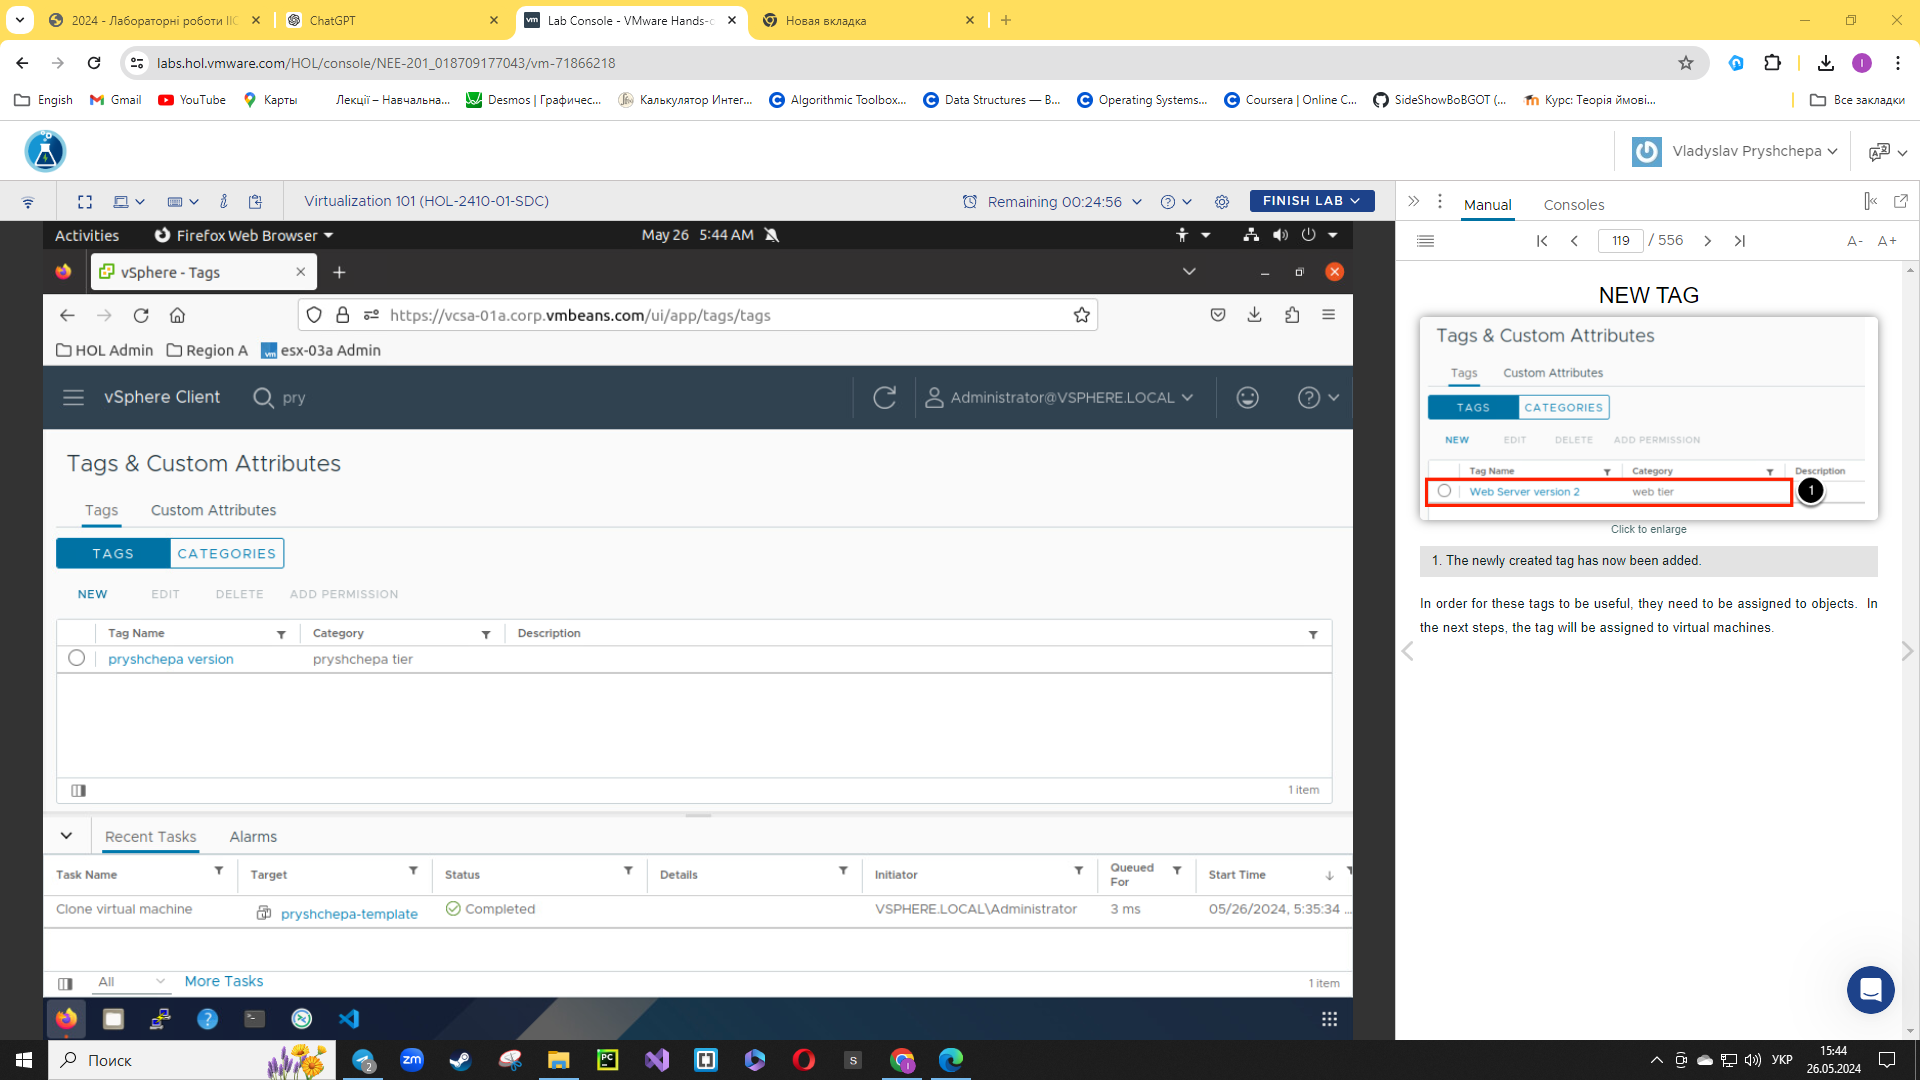 2024 - Лабораторні роботи ІІС
ChatGPT
Lab Console - VMware Hands-o
Новая вкладка
labs.hol.vmware.com/HOL/console/NEE-201_018709177043/vm-71866218
Engish
Gmail
YouTube
Карты
Лекції – Навчальна...
Desmos | Графичес...
Калькулятор Интег...
Algorithmic Toolbox...
Data Structures — B...
Operating Systems...
Coursera | Online C...
SideShowBoBGOT (...
Курс: Теорія ймові...
Все закладки
Vladyslav Pryshchepa
Virtualization 101 (HOL-2410-01-SDC)
Remaining 00:24:56
FINISH LAB
Manual
Consoles
Activities
Firefox Web Browser
May 26 5:44 AM
119 / 556
A- A+
vSphere - Tags
https://vcsa-01a.corp.vmbeans.com/ui/app/tags/tags
HOL Admin
Region A
esx-03a Admin
vSphere Client
pry
Administrator@VSPHERE.LOCAL
Tags & Custom Attributes
Tags
Custom Attributes
TAGS
CATEGORIES
NEW
EDIT
DELETE
ADD PERMISSION
Tag Name
Category
Description
pryshchepa version
pryshchepa tier
1 item
Recent Tasks
Alarms
Task Name
Target
Status
Details
Initiator
Queued For
Start Time
Clone virtual machine
pryshchepa-template
Completed
VSPHERE.LOCAL\Administrator
3 ms
05/26/2024, 5:35:34 ...
All
More Tasks
1 item
NEW TAG
Tags & Custom Attributes
Tags
Custom Attributes
TAGS
CATEGORIES
NEW
EDIT
DELETE
ADD PERMISSION
Tag Name
Category
Description
Web Server version 2
web tier
1
Click to enlarge
1. The newly created tag has now been added.
In order for these tags to be useful, they need to be assigned to objects. In
the next steps, the tag will be assigned to virtual machines.
Поиск
2
zm
PC
S
УКР
15:44
26.05.2024